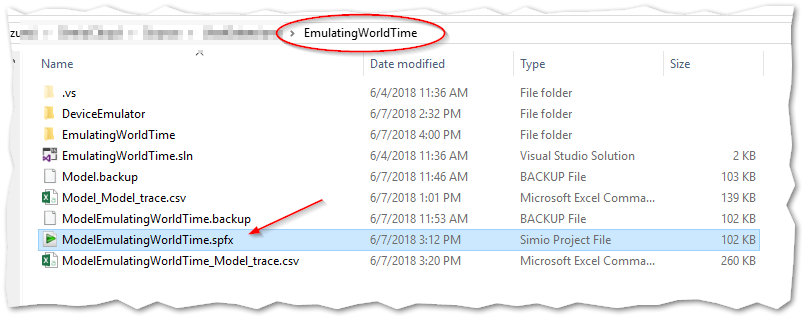 EmulatingWorldTime
Name Date modified Type Size
.vs 6/4/2018 11:36 AM File folder
DeviceEmulator 6/7/2018 2:32 PM File folder
EmulatingWorldTime 6/7/2018 4:00 PM File folder
EmulatingWorldTime.sln 6/4/2018 11:36 AM Visual Studio Solution 2 KB
Model.backup 6/7/2018 11:46 AM BACKUP File 103 KB
Model_Model_trace.csv 6/7/2018 1:01 PM Microsoft Excel Comma... 139 KB
ModelEmulatingWorldTime.backup 6/7/2018 11:53 AM BACKUP File 102 KB
ModelEmulatingWorldTime.spfx 6/7/2018 3:12 PM Simio Project File 102 KB
ModelEmulatingWorldTime_Model_trace.csv 6/7/2018 3:20 PM Microsoft Excel Comma... 260 KB